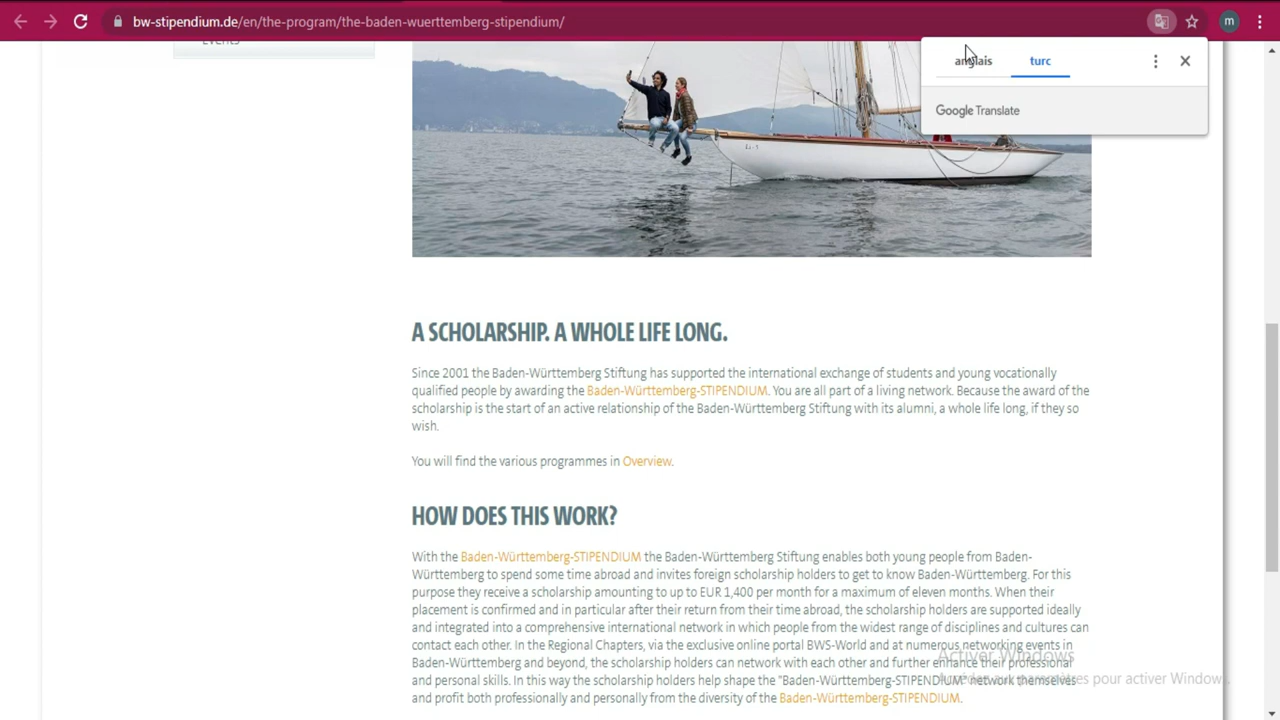 bw-stipendium.de/en/the-program/the-baden-wuerttemberg-stipendium/
m
Events
anglais turc
Google Translate
A SCHOLARSHIP. A WHOLE LIFE LONG.
Since 2001 the Baden-Württemberg Stiftung has supported the international exchange of students and young vocationally
qualified people by awarding the Baden-Württemberg-STIPENDIUM. You are all part of a living network. Because the award of the
scholarship is the start of an active relationship of the Baden-Württemberg Stiftung with its alumni, a whole life long, if they so
wish.
You will find the various programmes in Overview.
HOW DOES THIS WORK?
With the Baden-Württemberg-STIPENDIUM the Baden-Württemberg Stiftung enables both young people from Baden-
Württemberg to spend some time abroad and invites foreign scholarship holders to get to know Baden-Württemberg. For this
purpose they receive a scholarship amounting to up to EUR 1,400 per month for a maximum of eleven months. When their
placement is confirmed and in particular after their return from their time abroad, the scholarship holders are supported ideally
and integrated into a comprehensive international network in which people from the widest range of disciplines and cultures can
contact each other. In the Regional Chapters, via the exclusive online portal BWS-World and at numerous networking events in
Baden-Württemberg and beyond, the scholarship holders can network with each other and further enhance their professional
and personal skills. In this way the scholarship holders help shape the "Baden-Württemberg-STIPENDIUM" network themselves
and profit both professionally and personally from the diversity of the Baden-Württemberg-STIPENDIUM.
Activer Windows
Accédez aux paramètres pour activer Windows.